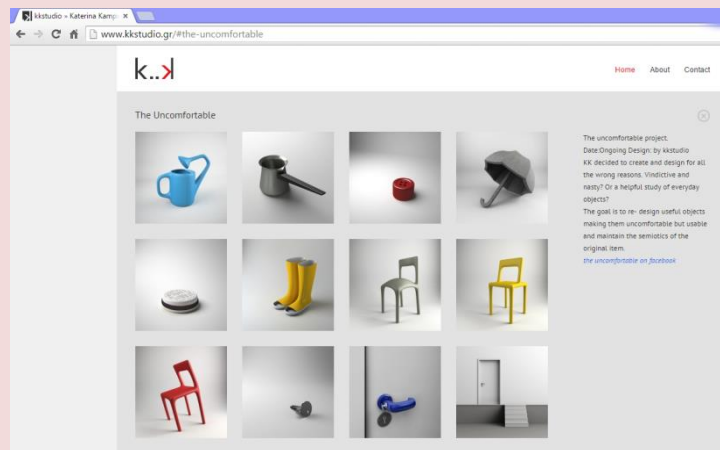 kkstudio » Katerina Kamp
www.kkstudio.gr/#the-uncomfortable
k..k
Home About Contact
The Uncomfortable
The uncomfortable project.
Date:Ongoing Design: by kkstudio
KK decided to create and design for all
the wrong reasons. Vindictive and
nasty? Or a helpful study of everyday
objects?
The goal is to re- design useful objects
making them uncomfortable but usable
and maintain the semiotics of the
original item.
the uncomfortable on facebook